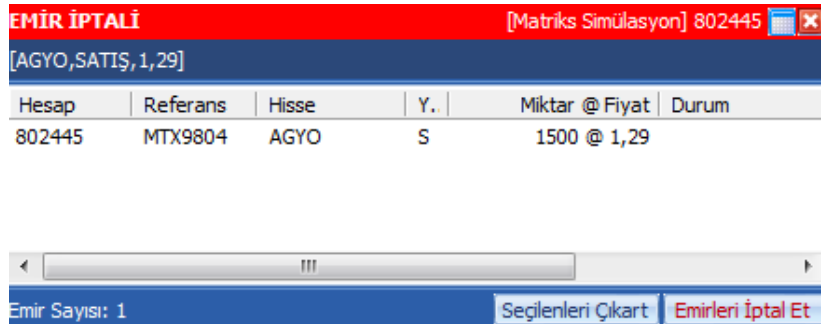 EMİR İPTALİ [Matriks Simülasyon] 802445
[AGYO,SATIŞ,1,29]
Hesap Referans Hisse Y.. Miktar @ Fiyat Durum
802445 MTX9804 AGYO S 1500 @ 1,29
Emir Sayısı: 1 Seçilenleri Çıkart Emirleri İptal Et